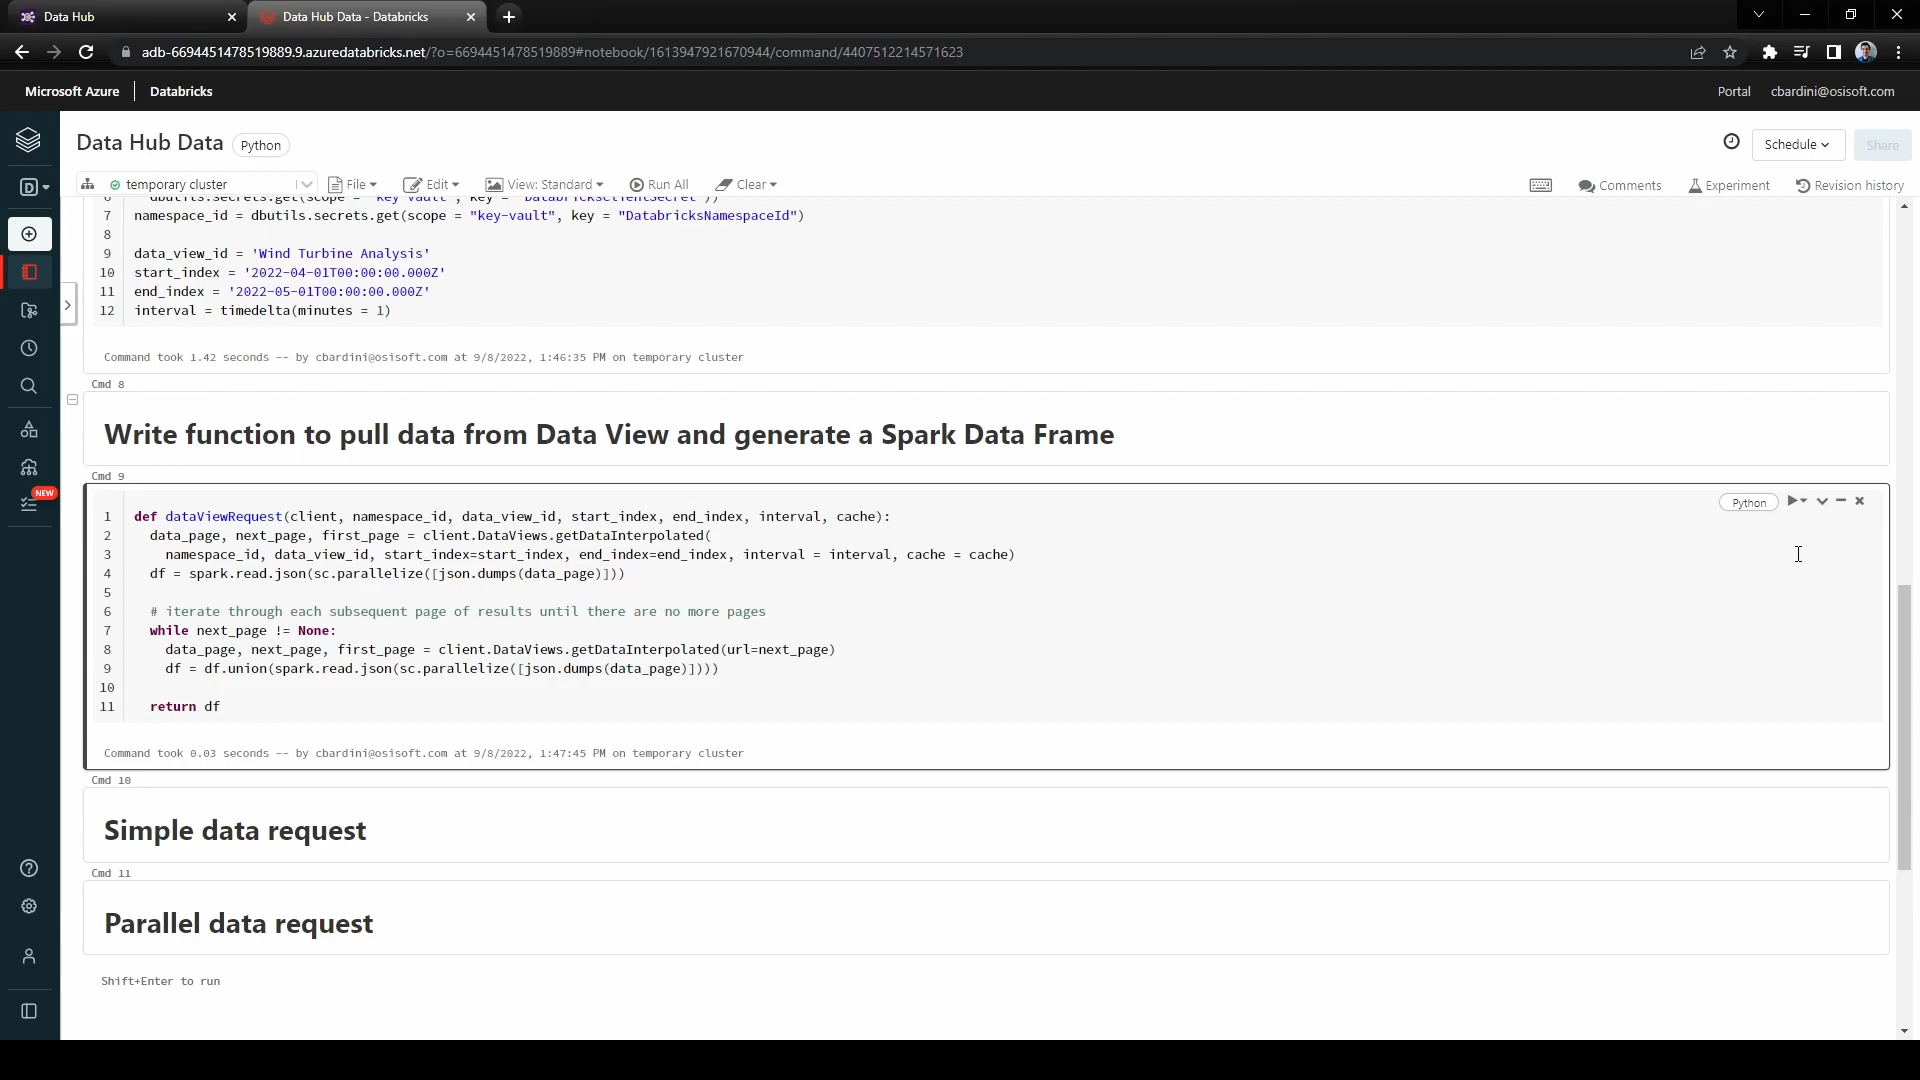 Data Hub
Data Hub Data - Databricks
adb-6694451478519889.9.azuredatabricks.net/?o=6694451478519889#notebook/1613947921670944/command/4407512214571623
Microsoft Azure
Databricks
Portal
cbardini@osisoft.com
Data Hub Data
Python
Schedule
Share
temporary cluster
File
Edit
View: Standard
Run All
Clear
Comments
Experiment
Revision history
D
NEW
6 dbutils.secrets.get(scope = "key-vault", key = "DatabricksClientSecret"))
7 namespace_id = dbutils.secrets.get(scope = "key-vault", key = "DatabricksNamespaceId")
8
9 data_view_id = 'Wind Turbine Analysis'
10 start_index = '2022-04-01T00:00:00.000Z'
11 end_index = '2022-05-01T00:00:00.000Z'
12 interval = timedelta(minutes = 1)
Command took 1.42 seconds -- by cbardini@osisoft.com at 9/8/2022, 1:46:35 PM on temporary cluster
Cmd 8
Write function to pull data from Data View and generate a Spark Data Frame
Cmd 9
Python
1 def dataViewRequest(client, namespace_id, data_view_id, start_index, end_index, interval, cache):
2 data_page, next_page, first_page = client.DataViews.getDataInterpolated(
3 namespace_id, data_view_id, start_index=start_index, end_index=end_index, interval = interval, cache = cache)
4 df = spark.read.json(sc.parallelize([json.dumps(data_page)]))
5
6 # iterate through each subsequent page of results until there are no more pages
7 while next_page != None:
8 data_page, next_page, first_page = client.DataViews.getDataInterpolated(url=next_page)
9 df = df.union(spark.read.json(sc.parallelize([json.dumps(data_page)])))
10
11 return df
Command took 0.03 seconds -- by cbardini@osisoft.com at 9/8/2022, 1:47:45 PM on temporary cluster
Cmd 10
Simple data request
Cmd 11
Parallel data request
Shift+Enter to run